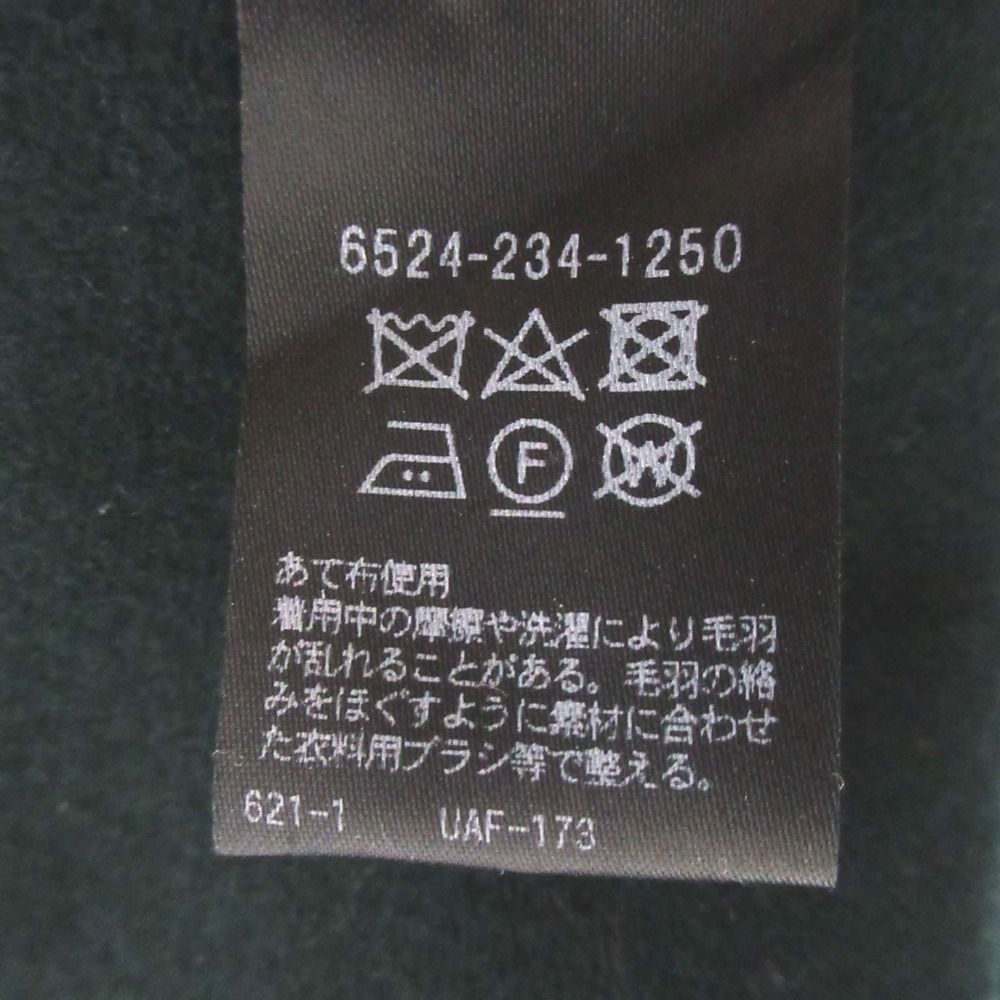 6524-234-1250
F
W
あて布使用
着用中の摩擦や洗濯により毛羽
が乱れることがある。毛羽の絡
みをほぐすように素材に合わせ
た衣料用ブラシ等で整える。
621-1 UAF-173